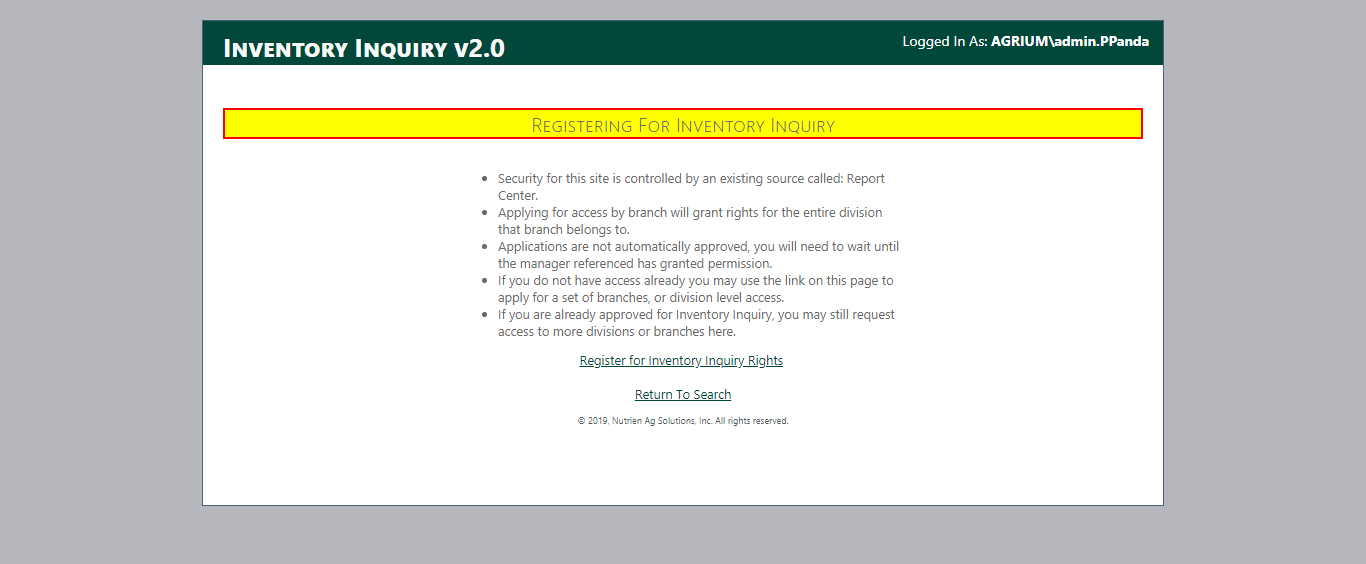 Inventory Inquiry v2.0
Logged In As: AGRIUM\admin.PPanda
Registering For Inventory Inquiry
• Security for this site is controlled by an existing source called: Report
Center.
• Applying for access by branch will grant rights for the entire division
that branch belongs to.
• Applications are not automatically approved, you will need to wait until
the manager referenced has granted permission.
• If you do not have access already you may use the link on this page to
apply for a set of branches, or division level access.
• If you are already approved for Inventory Inquiry, you may still request
access to more divisions or branches here.
Register for Inventory Inquiry Rights
Return To Search
© 2019, Nutrien Ag Solutions, Inc. All rights reserved.